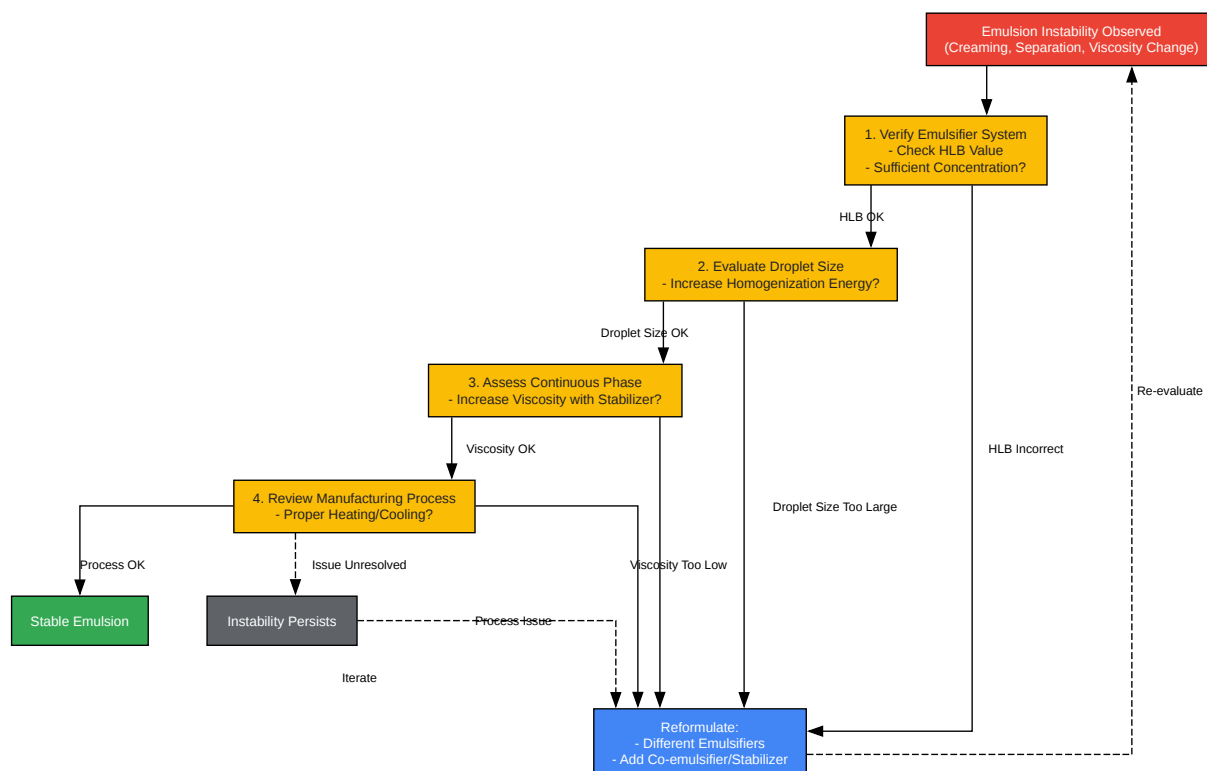 Emulsion Instability Observed
(Creaming, Separation, Viscosity Change)
1. Verify Emulsifier System
- Check HLB Value
- Sufficient Concentration?
HLB OK
2. Evaluate Droplet Size
- Increase Homogenization Energy?
Droplet Size OK
3. Assess Continuous Phase
- Increase Viscosity with Stabilizer?
Re-evaluate
Viscosity OK
HLB Incorrect
4. Review Manufacturing Process
- Proper Heating/Cooling?
Droplet Size Too Large
Process OK
Issue Unresolved
Viscosity Too Low
Stable Emulsion
Instability Persists
Process Issue
Iterate
Reformulate:
- Different Emulsifiers
- Add Co-emulsifier/Stabilizer